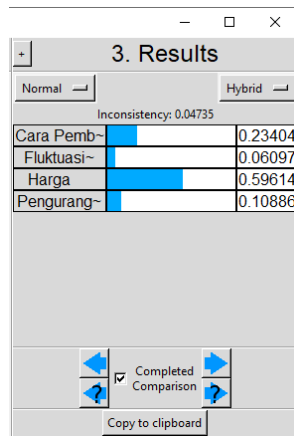 + 3. Results
Normal Hybrid
Inconsistency: 0.04735
Cara Pemb~ 0.23404
Fluktuasi~ 0.06097
Harga 0.59614
Pengurang~ 0.10886
Completed
Comparison
? ?
Copy to clipboard